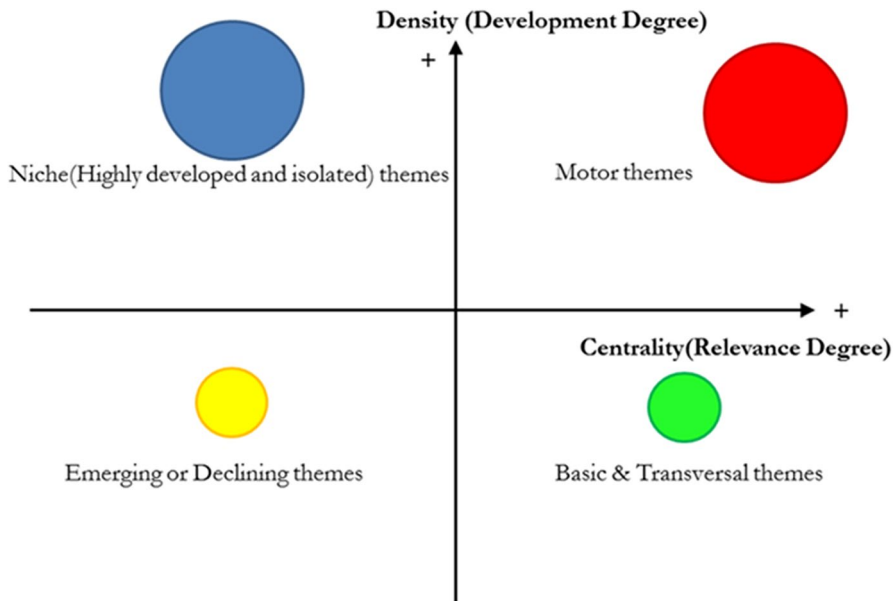 Density (Development Degree)
+
Niche(Highly developed and isolated) themes
Motor themes
+
Centrality(Relevance Degree)
Emerging or Declining themes
Basic & Transversal themes